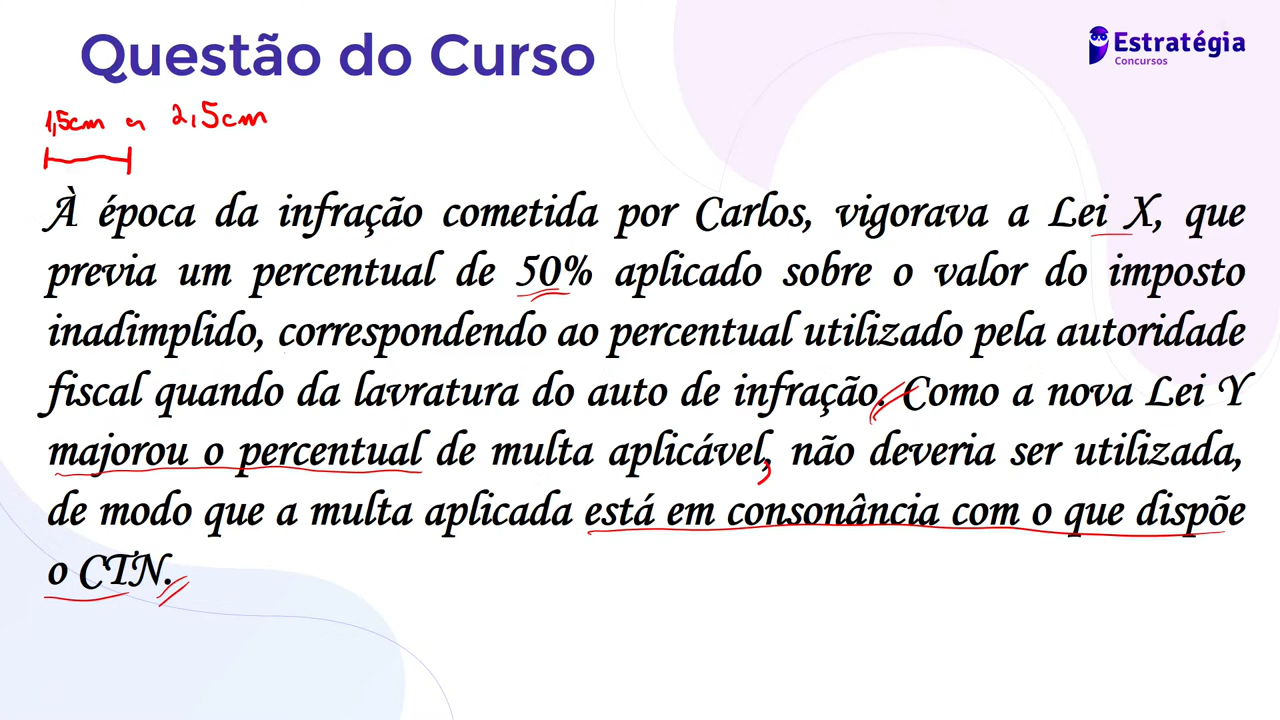 Questão do Curso
Estratégia
Concursos
1,5cm a 2,5cm
À época da infração cometida por Carlos, vigorava a Lei X, que
previa um percentual de 50% aplicado sobre o valor do imposto
inadimplido, correspondendo ao percentual utilizado pela autoridade
fiscal quando da lavratura do auto de infração. Como a nova Lei Y
majorou o percentual de multa aplicável, não deveria ser utilizada,
de modo que a multa aplicada está em consonância com o que dispõe
o CTN.